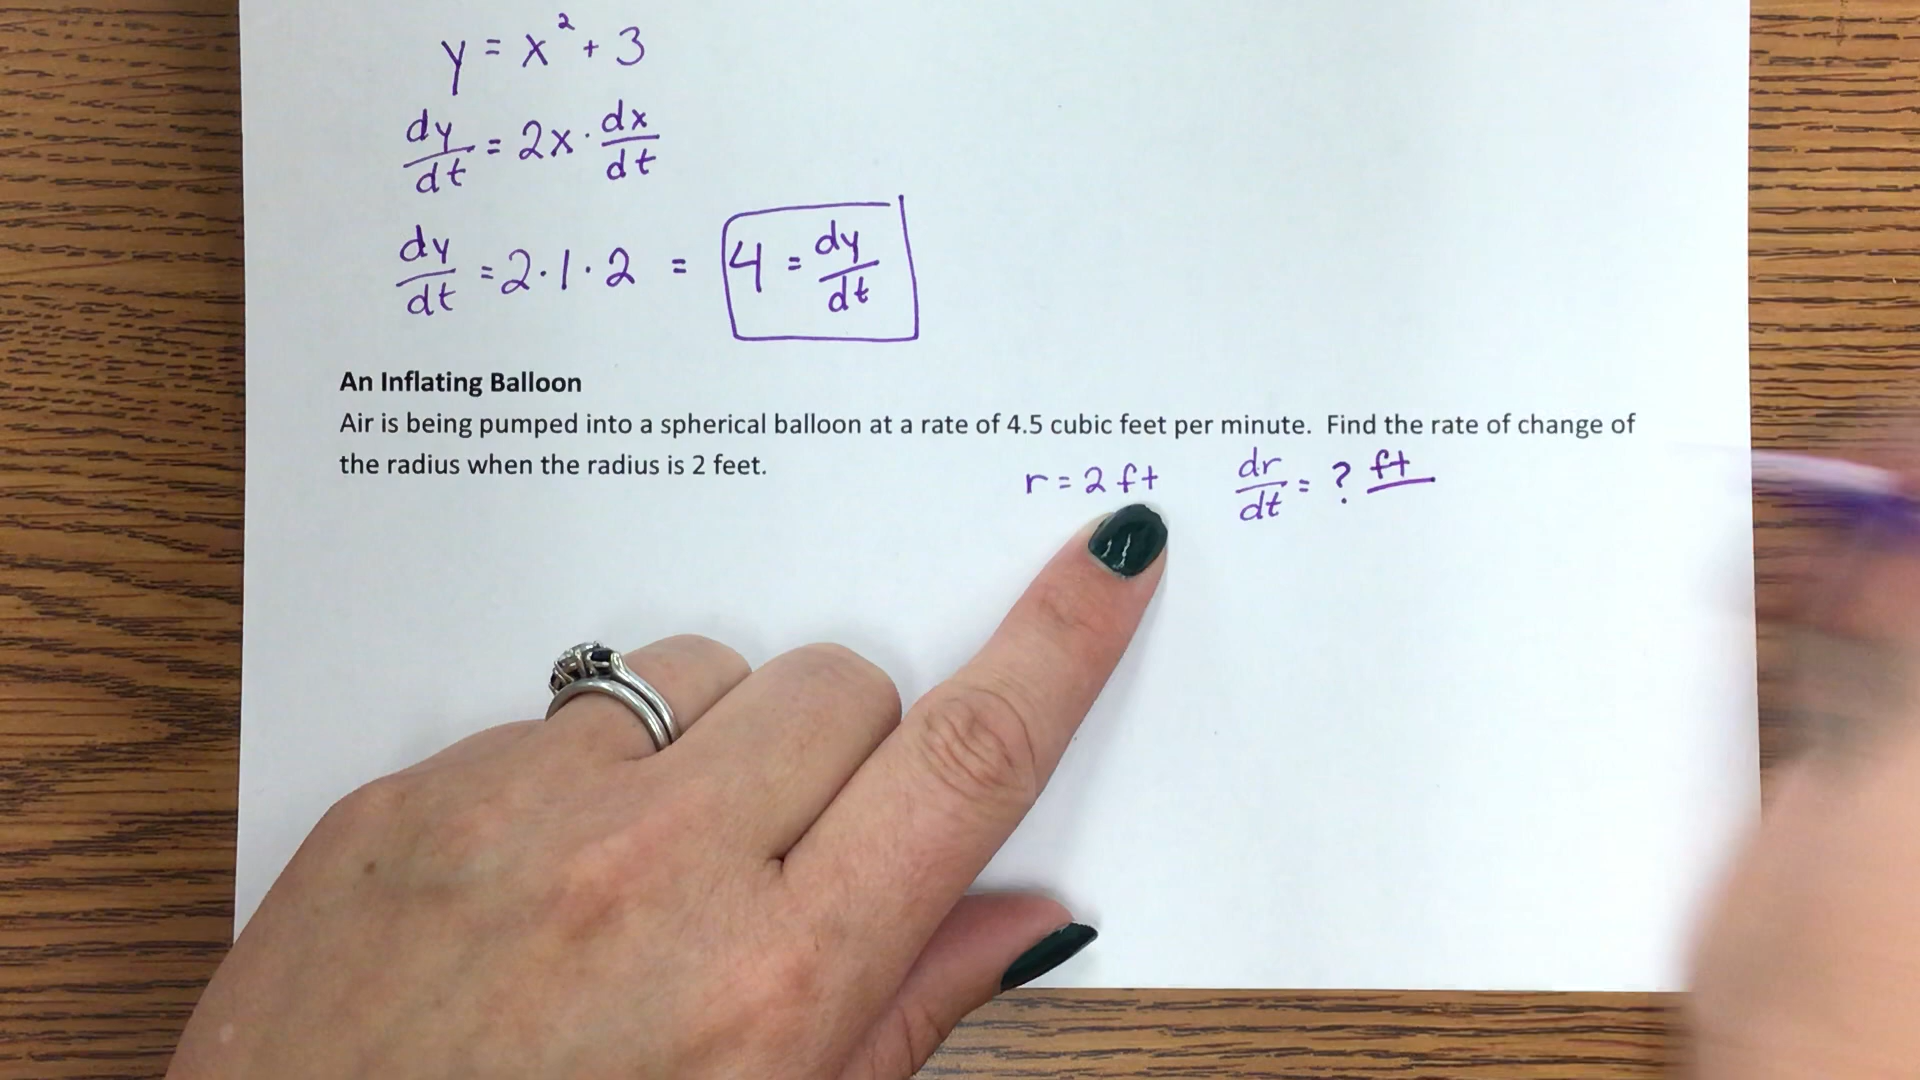 y = x² + 3
dy/dt = 2x · dx/dt
dy/dt = 2 · 1 · 2 = 4 = dy/dt
An Inflating Balloon
Air is being pumped into a spherical balloon at a rate of 4.5 cubic feet per minute. Find the rate of change of
the radius when the radius is 2 feet.
r = 2 ft dr/dt = ? ft/